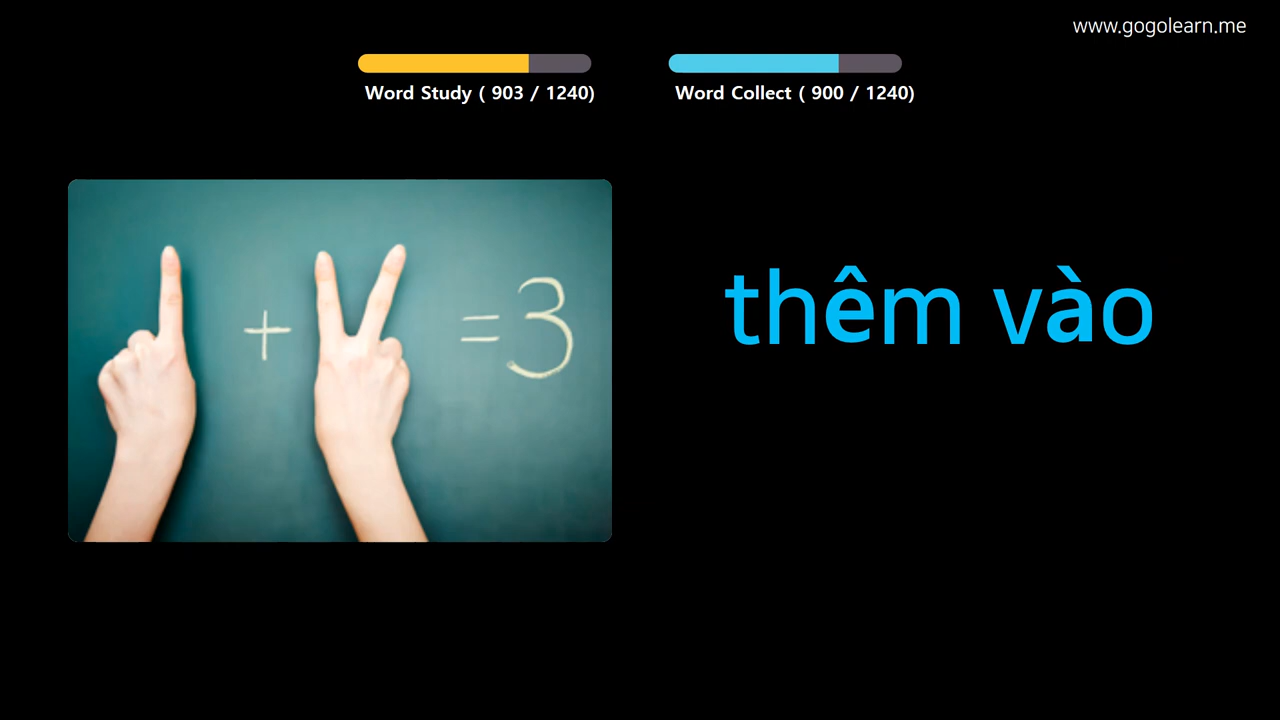 www.gogolearn.me
Word Study ( 903 / 1240)
Word Collect ( 900 / 1240)
+ = 3
thêm vào